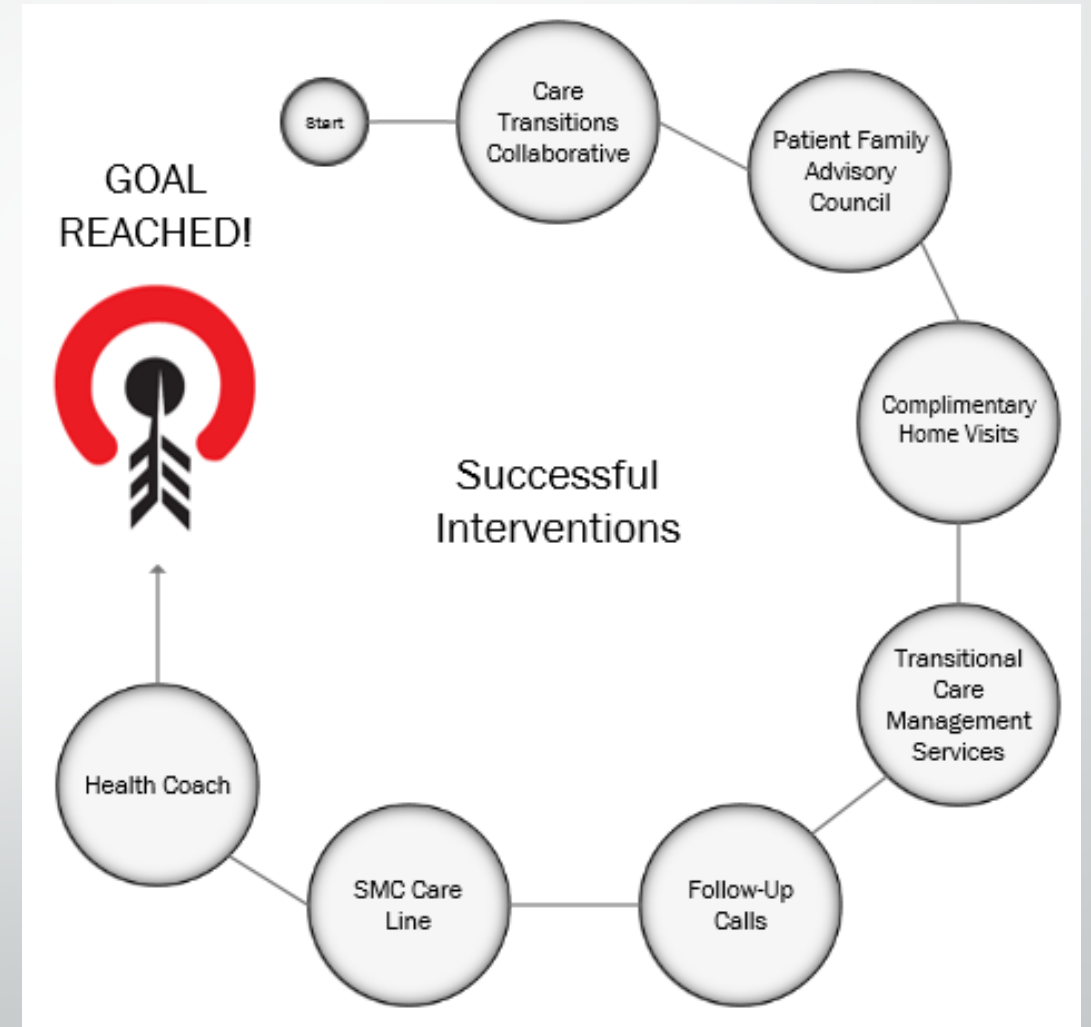 Start
Care
Transitions
Collaborative
Patient Family
Advisory
Council
Complimentary
Home Visits
Transitional
Care
Management
Services
Follow-Up
Calls
SMC Care
Line
Health Coach
GOAL
REACHED!
Successful
Interventions